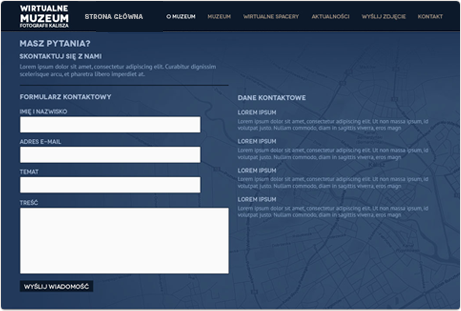 WIRTUALNE
MUZEUM
FOTOGRAFII KALISZA
STRONA GŁÓWNA
O MUZEUM
MUZEUM
WIRTUALNE SPACERY
AKTUALNOŚCI
WYŚLIJ ZDJĘCIE
KONTAKT
MASZ PYTANIA?
SKONTAKTUJ SIĘ Z NAMI
Lorem ipsum dolor sit amet, consectetur adipiscing elit. Curabitur dignissim
scelerisque arcu, et pharetra libero imperdiet at.
FORMULARZ KONTAKTOWY
IMIĘ I NAZWISKO
ADRES E-MAIL
TEMAT
TREŚĆ
WYŚLIJ WIADOMOŚĆ
DANE KONTAKTOWE
LOREM IPSUM
Lorem ipsum dolor sit amet, consectetur adipiscing elit. Ut non massa ipsum, id
volutpat justo. Nullam commodo, diam in sagittis viverra, eros magn
LOREM IPSUM
Lorem ipsum dolor sit amet, consectetur adipiscing elit. Ut non massa ipsum, id
volutpat justo. Nullam commodo, diam in sagittis viverra, eros magn
LOREM IPSUM
Lorem ipsum dolor sit amet, consectetur adipiscing elit. Ut non massa ipsum, id
volutpat justo. Nullam commodo, diam in sagittis viverra, eros magn
LOREM IPSUM
Lorem ipsum dolor sit amet, consectetur adipiscing elit. Ut non massa ipsum, id
volutpat justo. Nullam commodo, diam in sagittis viverra, eros magn